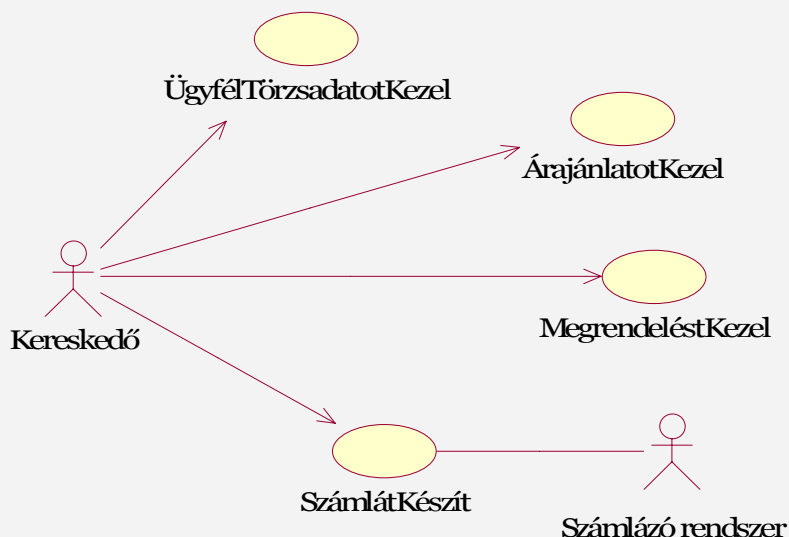 ÜgyfélTörzsadatotKezel
ÁrajánlatotKezel
MegrendeléstKezel
Kereskedő
SzámlátKészít
Számlázó rendszer